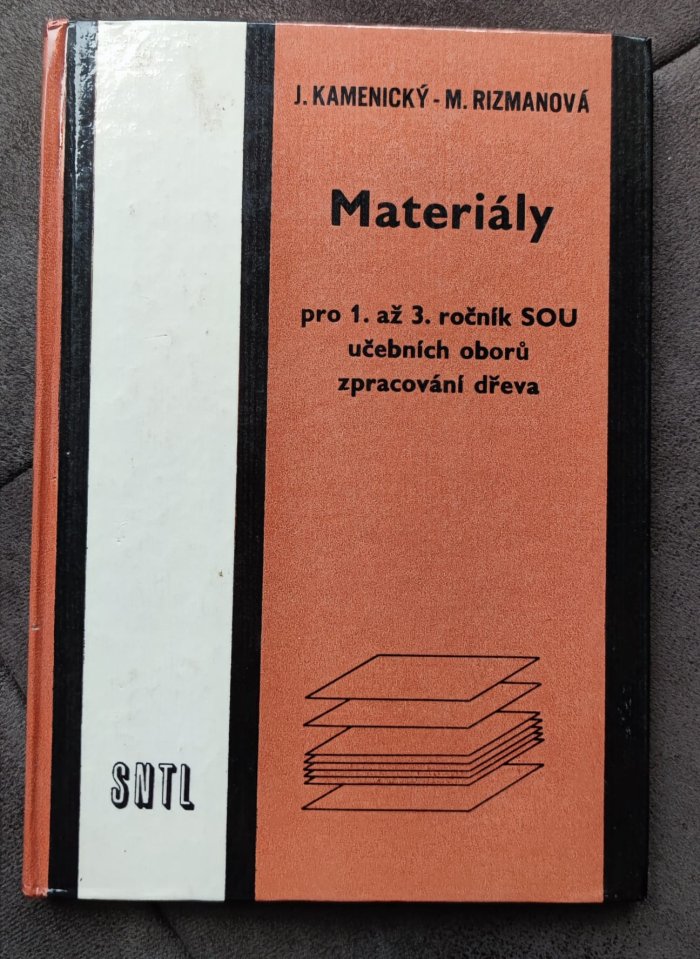 J. KAMENICKÝ - M. RIZMANOVÁ
Materiály
pro 1. až 3. ročník SOU
učebních oborů
zpracování dřeva
SNTL